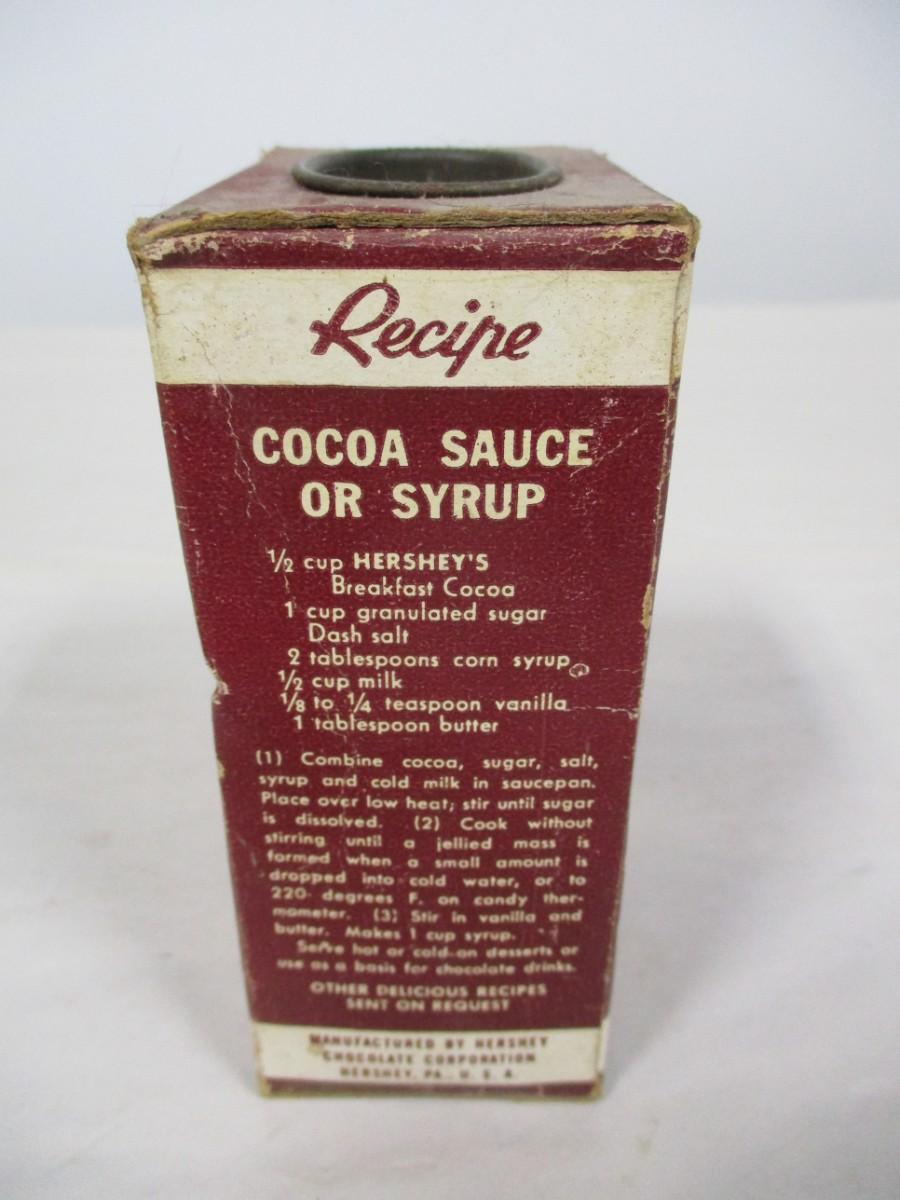 Recipe
COCOA SAUCE
OR SYRUP
½ cup HERSHEY'S
Breakfast Cocoa
1 cup granulated sugar
Dash salt
2 tablespoons corn syrup
½ cup milk
⅛ to ¼ teaspoon vanilla
1 tablespoon butter
(1) Combine cocoa, sugar, salt,
syrup and cold milk in saucepan.
Place over low heat; stir until sugar
is dissolved. (2) Cook without
stirring until a jellied mass is
formed when a small amount is
dropped into cold water, or to
220 degrees F. on candy ther-
mometer. (3) Stir in vanilla and
butter. Makes 1 cup syrup.
Serve hot or cold on desserts or
use as a basis for chocolate drinks.
OTHER DELICIOUS RECIPES
SENT ON REQUEST
MANUFACTURED BY HERSHEY
CHOCOLATE CORPORATION
HERSHEY, PA., U. S. A.